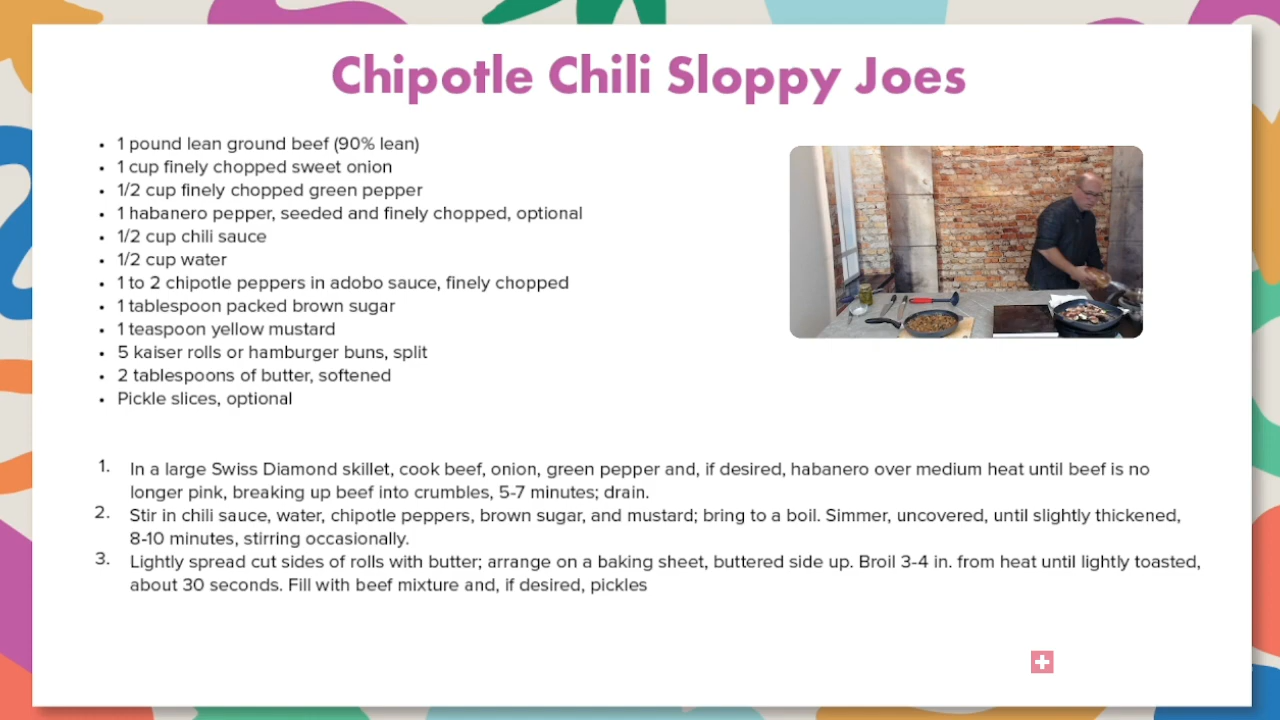 Chipotle Chili Sloppy Joes
• 1 pound lean ground beef (90% lean)
• 1 cup finely chopped sweet onion
• 1/2 cup finely chopped green pepper
• 1 habanero pepper, seeded and finely chopped, optional
• 1/2 cup chili sauce
• 1/2 cup water
• 1 to 2 chipotle peppers in adobo sauce, finely chopped
• 1 tablespoon packed brown sugar
• 1 teaspoon yellow mustard
• 5 kaiser rolls or hamburger buns, split
• 2 tablespoons of butter, softened
• Pickle slices, optional
1. In a large Swiss Diamond skillet, cook beef, onion, green pepper and, if desired, habanero over medium heat until beef is no
longer pink, breaking up beef into crumbles, 5-7 minutes; drain.
2. Stir in chili sauce, water, chipotle peppers, brown sugar, and mustard; bring to a boil. Simmer, uncovered, until slightly thickened,
8-10 minutes, stirring occasionally.
3. Lightly spread cut sides of rolls with butter; arrange on a baking sheet, buttered side up. Broil 3-4 in. from heat until lightly toasted,
about 30 seconds. Fill with beef mixture and, if desired, pickles